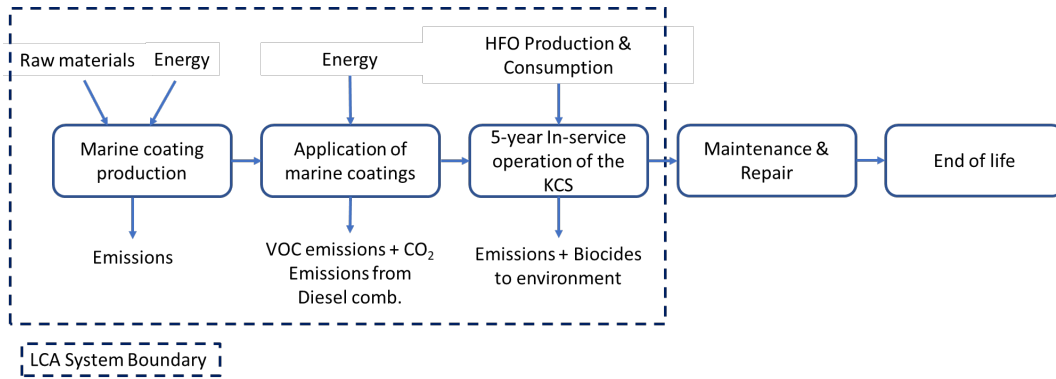 Raw materials
Energy
Energy
HFO Production &
Consumption
Marine coating
production
Application of
marine coatings
5-year In-service
operation of the
KCS
Maintenance &
Repair
End of life
Emissions
VOC emissions + CO₂
Emissions from
Diesel comb.
Emissions + Biocides
to environment
LCA System Boundary